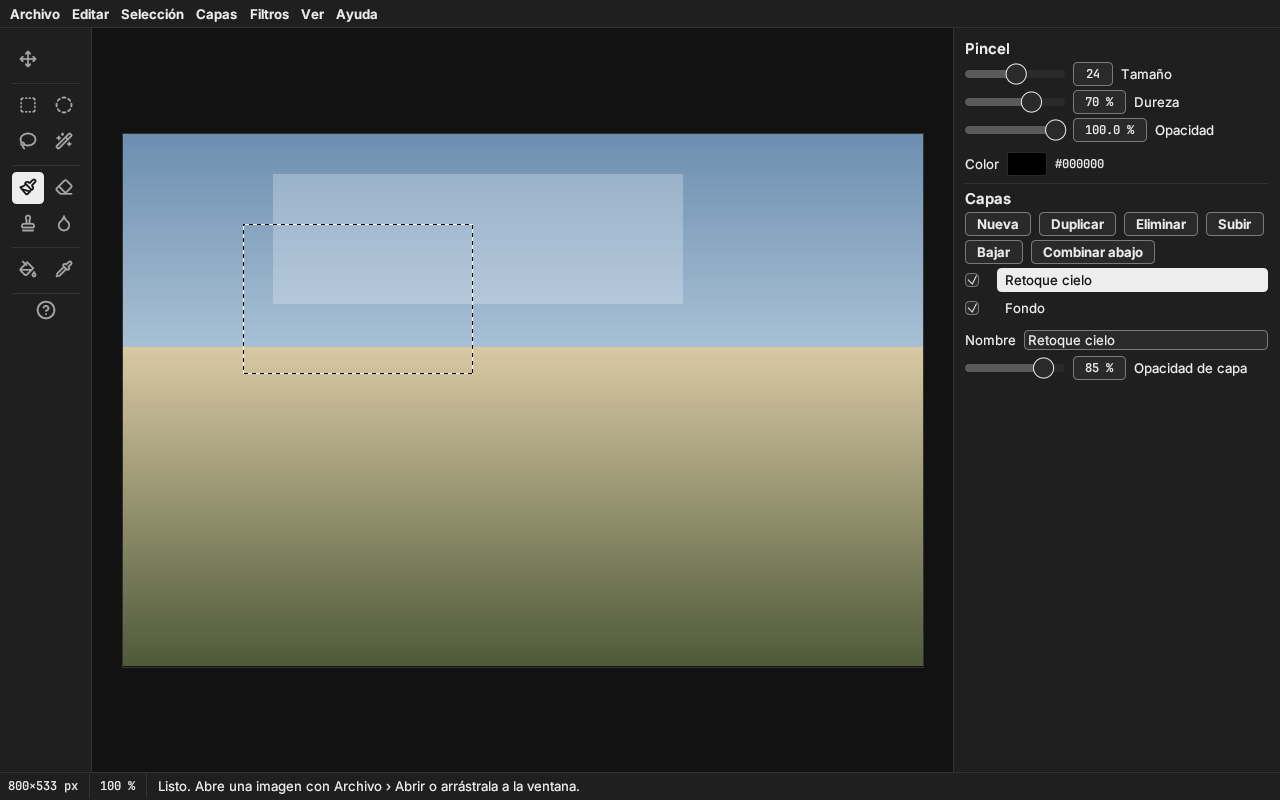 Archivo Editar Selección Capas Filtros Ver Ayuda
Pincel
24 Tamaño
70 % Dureza
100.0 % Opacidad
Color #000000
Capas
Nueva Duplicar Eliminar Subir
Bajar Combinar abajo
Retoque cielo
Fondo
Nombre Retoque cielo
85 % Opacidad de capa
800×533 px 100 % Listo. Abre una imagen con Archivo › Abrir o arrástrala a la ventana.